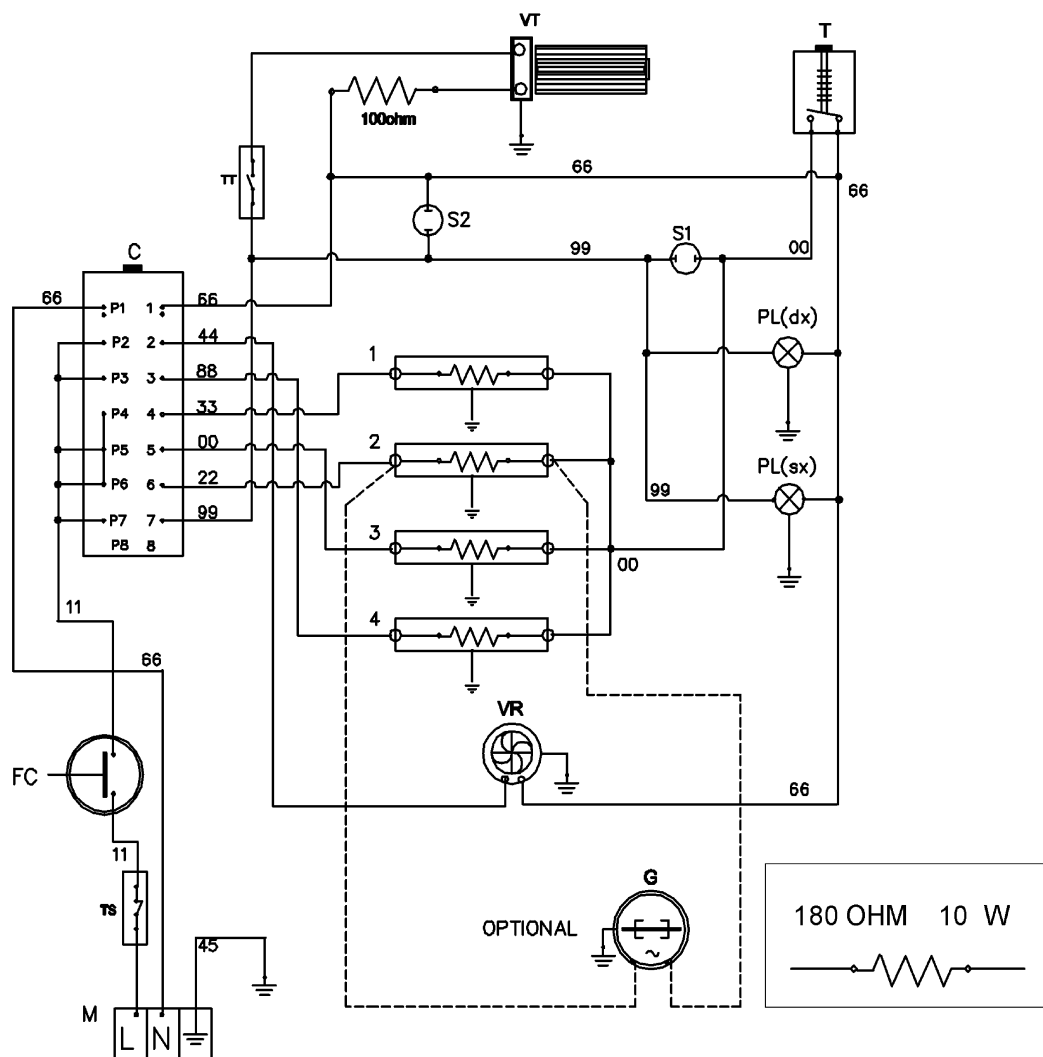 VT
T
100ohm
TT
66
66
S2
S1
99
00
C
66
P1 1 66
PL(dx)
P2 2 44
P3 3 88
1
P4 4 33
P5 5 00
2
P6 6 22
99
PL(sx)
P7 7 99
P8 8
3
00
11
4
66
VR
FC
66
11
G
TS
OPTIONAL
180 OHM 10 W
45
M
L N